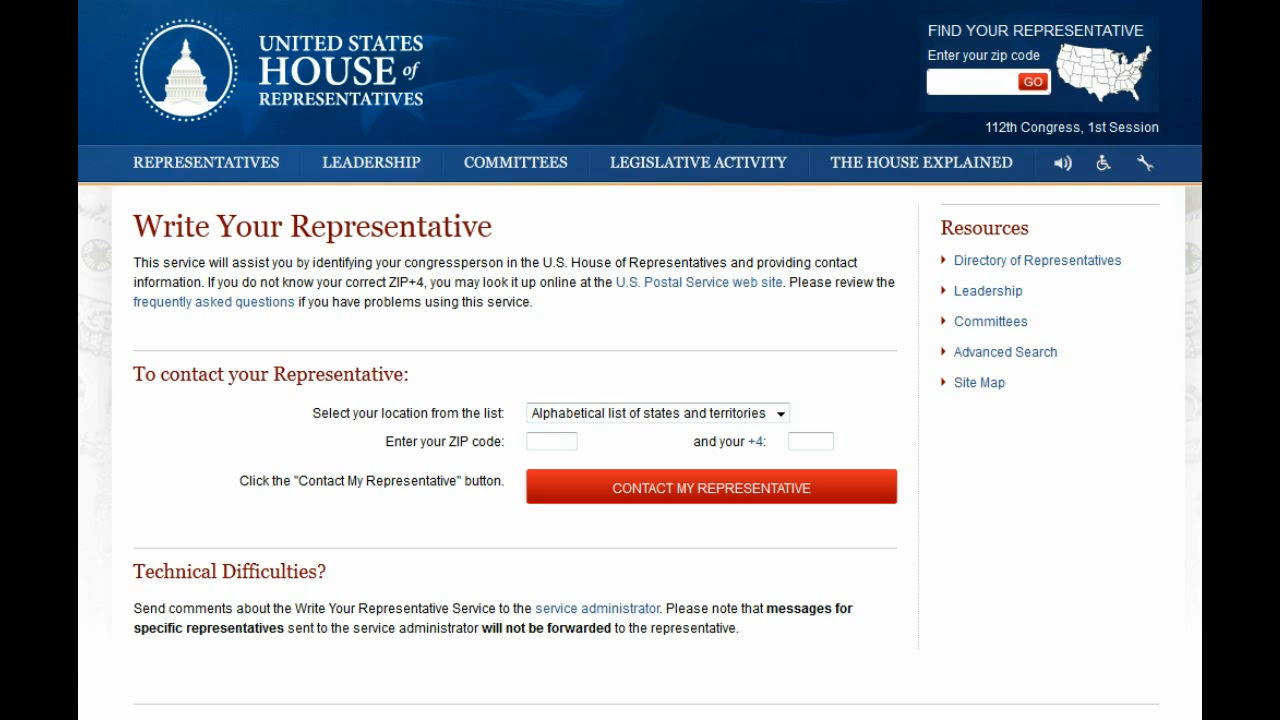 UNITED STATES
HOUSE of
REPRESENTATIVES
FIND YOUR REPRESENTATIVE
Enter your zip code
GO
112th Congress, 1st Session
REPRESENTATIVES LEADERSHIP COMMITTEES LEGISLATIVE ACTIVITY THE HOUSE EXPLAINED
Write Your Representative
This service will assist you by identifying your congressperson in the U.S. House of Representatives and providing contact
information. If you do not know your correct ZIP+4, you may look it up online at the U.S. Postal Service web site. Please review the
frequently asked questions if you have problems using this service.
To contact your Representative:
Select your location from the list: Alphabetical list of states and territories
Enter your ZIP code: and your +4:
Click the "Contact My Representative" button. CONTACT MY REPRESENTATIVE
Technical Difficulties?
Send comments about the Write Your Representative Service to the service administrator. Please note that messages for
specific representatives sent to the service administrator will not be forwarded to the representative.
Resources
Directory of Representatives
Leadership
Committees
Advanced Search
Site Map